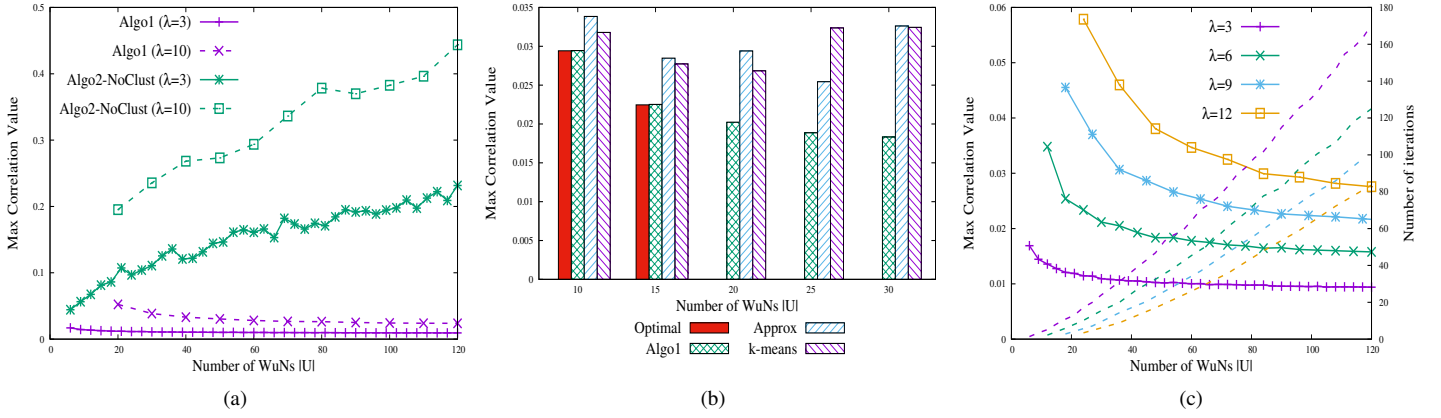 Max Correlation Value
0.5
0.4
0.3
0.2
0.1
0
20
40
60
80
100
120
Number of WuNs |U|
Algo1 (λ=3)
Algo1 (λ=10)
Algo2-NoClust (λ=3)
Algo2-NoClust (λ=10)
(a)
Max Correlation Value
0.035
0.03
0.025
0.02
0.015
0.01
0.005
0
10
15
20
25
30
Number of WuNs |U|
Optimal
Algo1
Approx
k-means
(b)
Max Correlation Value
0.06
0.05
0.04
0.03
0.02
0.01
0
0
20
40
60
80
100
120
Number of WuNs |U|
λ=3
λ=6
λ=9
λ=12
180
160
140
120
100
80
60
40
20
0
Number of iterations
(c)